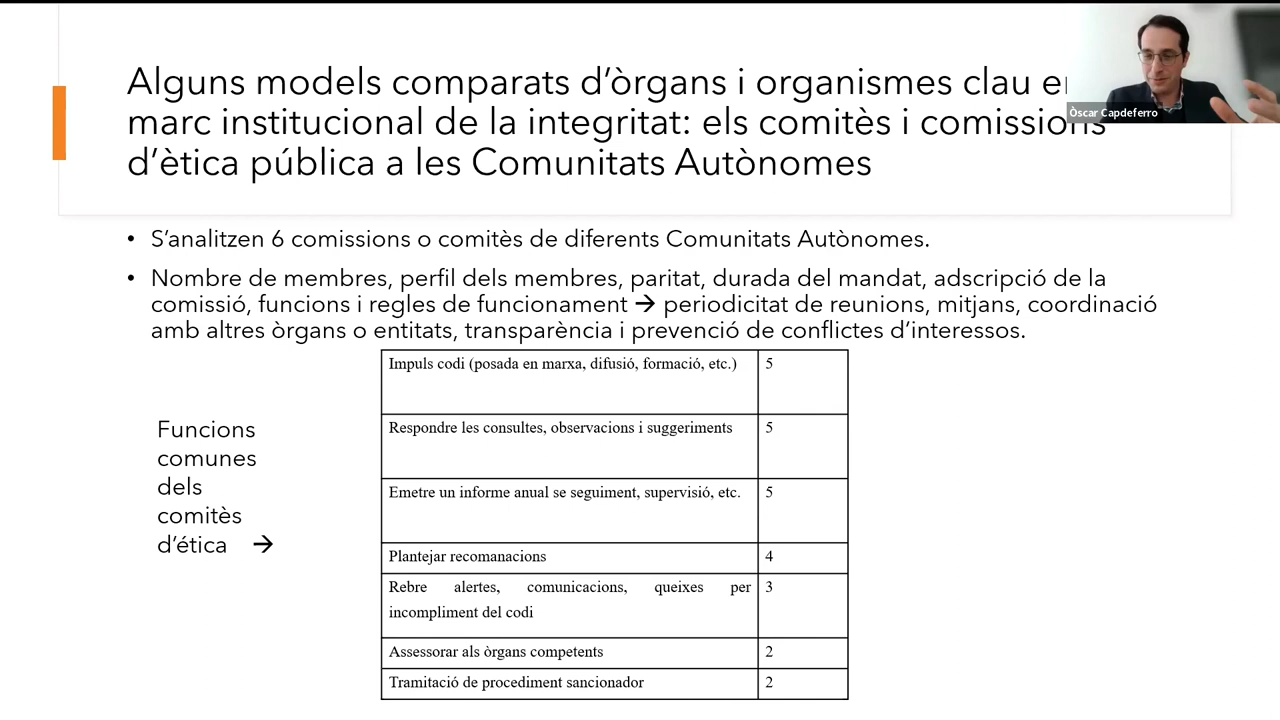 Alguns models comparats d’òrgans i organismes clau
marc institucional de la integritat: els comitès i comissions
d’ètica pública a les Comunitats Autònomes
Òscar Capdeferro
• S’analitzen 6 comissions o comitès de diferents Comunitats Autònomes.
• Nombre de membres, perfil dels membres, paritat, durada del mandat, adscripció de la
comissió, funcions i regles de funcionament → periodicitat de reunions, mitjans, coordinació
amb altres òrgans o entitats, transparència i prevenció de conflictes d’interessos.
Funcions
comunes
dels
comitès
d’ética →
Impuls codi (posada en marxa, difusió, formació, etc.) 5
Respondre les consultes, observacions i suggeriments 5
Emetre un informe anual se seguiment, supervisió, etc. 5
Plantejar recomanacions 4
Rebre alertes, comunicacions, queixes per 3
incompliment del codi
Assessorar als òrgans competents 2
Tramitació de procediment sancionador 2